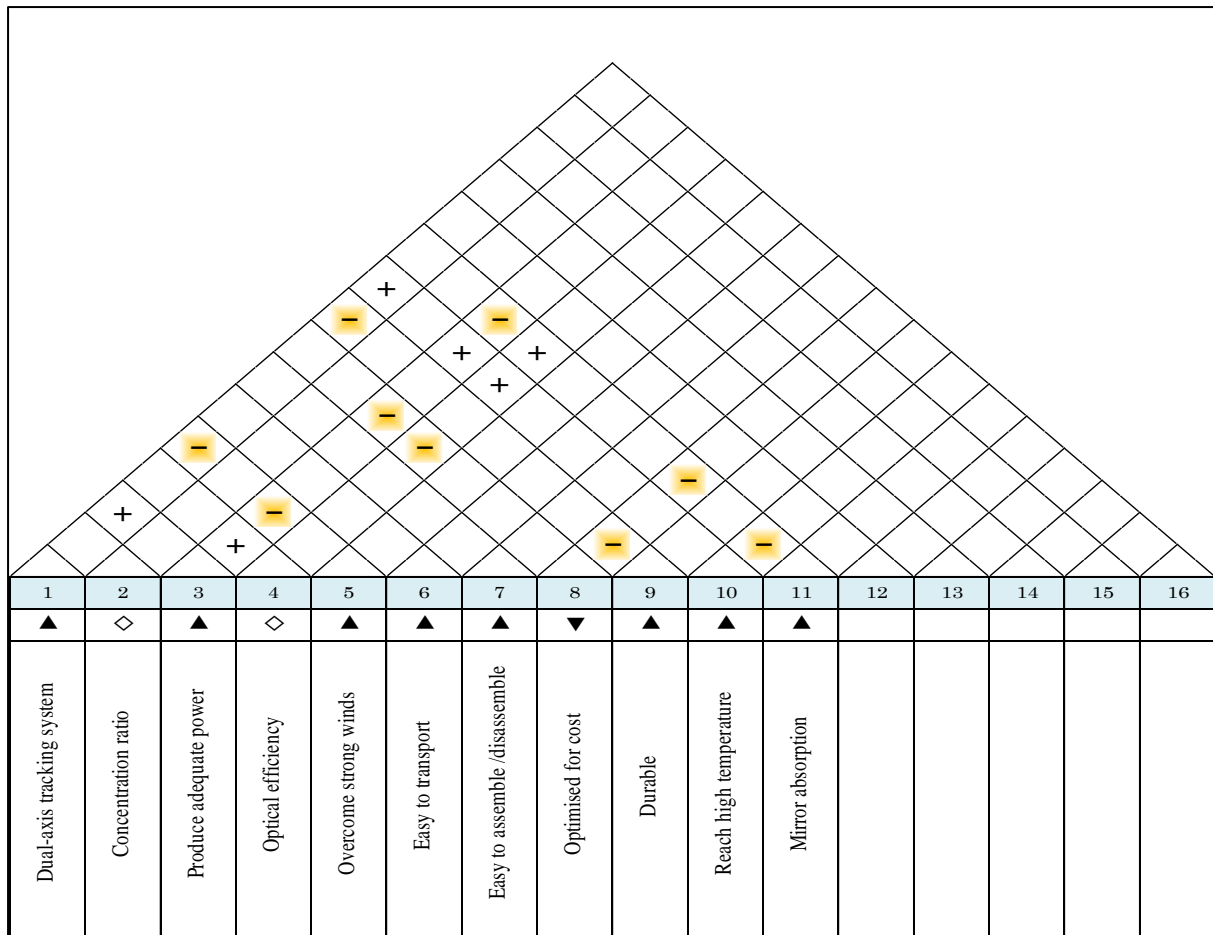 +
− −
+ +
+
−
− −
−
+ −
+ − −
1 2 3 4 5 6 7 8 9 10 11 12 13 14 15 16
Dual-axis tracking system
Concentration ratio
Produce adequate power
Optical efficiency
Overcome strong winds
Easy to transport
Easy to assemble /disassemble
Optimised for cost
Durable
Reach high temperature
Mirror absorption